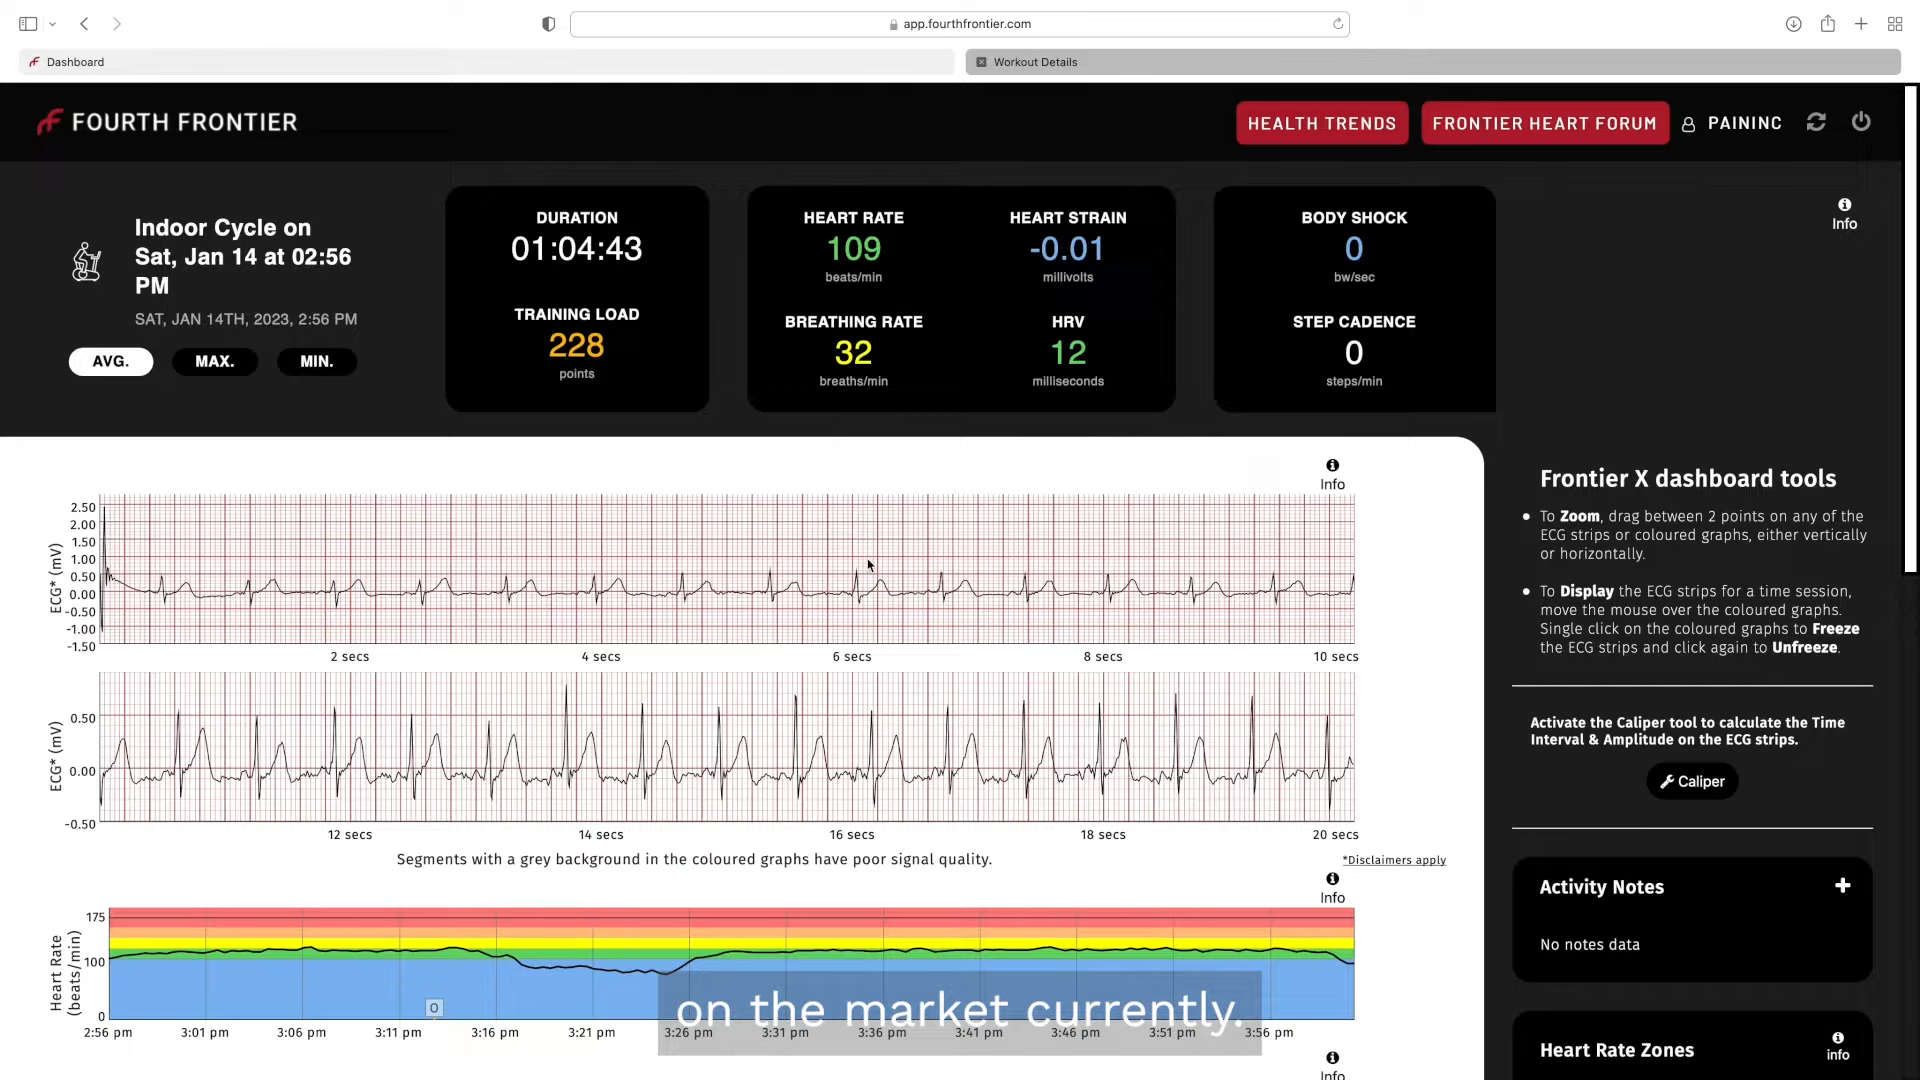 app.fourthfrontier.com
Dashboard
Workout Details
FOURTH FRONTIER
HEALTH TRENDS
FRONTIER HEART FORUM
PAININC
Indoor Cycle on
Sat, Jan 14 at 02:56
PM
SAT, JAN 14TH, 2023, 2:56 PM
AVG.
MAX.
MIN.
DURATION
01:04:43
TRAINING LOAD
228
points
HEART RATE
109
beats/min
HEART STRAIN
-0.01
millivolts
BREATHING RATE
32
breaths/min
HRV
12
milliseconds
BODY SHOCK
0
bw/sec
STEP CADENCE
0
steps/min
Info
Info
ECG* (mV)
2.50
2.00
1.50
1.00
0.50
0.00
-0.50
-1.00
-1.50
2 secs
4 secs
6 secs
8 secs
10 secs
ECG* (mV)
0.50
0.00
-0.50
12 secs
14 secs
16 secs
18 secs
20 secs
Segments with a grey background in the coloured graphs have poor signal quality.
*Disclaimers apply
Info
Heart Rate
(beats/min)
175
100
0
0
2:56 pm
3:01 pm
3:06 pm
3:11 pm
3:16 pm
3:21 pm
3:26 pm
3:31 pm
3:36 pm
3:41 pm
3:46 pm
3:51 pm
3:56 pm
on the market currently.
Info
Frontier X dashboard tools
To Zoom, drag between 2 points on any of the
ECG strips or coloured graphs, either vertically
or horizontally.
To Display the ECG strips for a time session,
move the mouse over the coloured graphs.
Single click on the coloured graphs to Freeze
the ECG strips and click again to Unfreeze.
Activate the Caliper tool to calculate the Time
Interval & Amplitude on the ECG strips.
Caliper
Activity Notes
No notes data
Heart Rate Zones
info